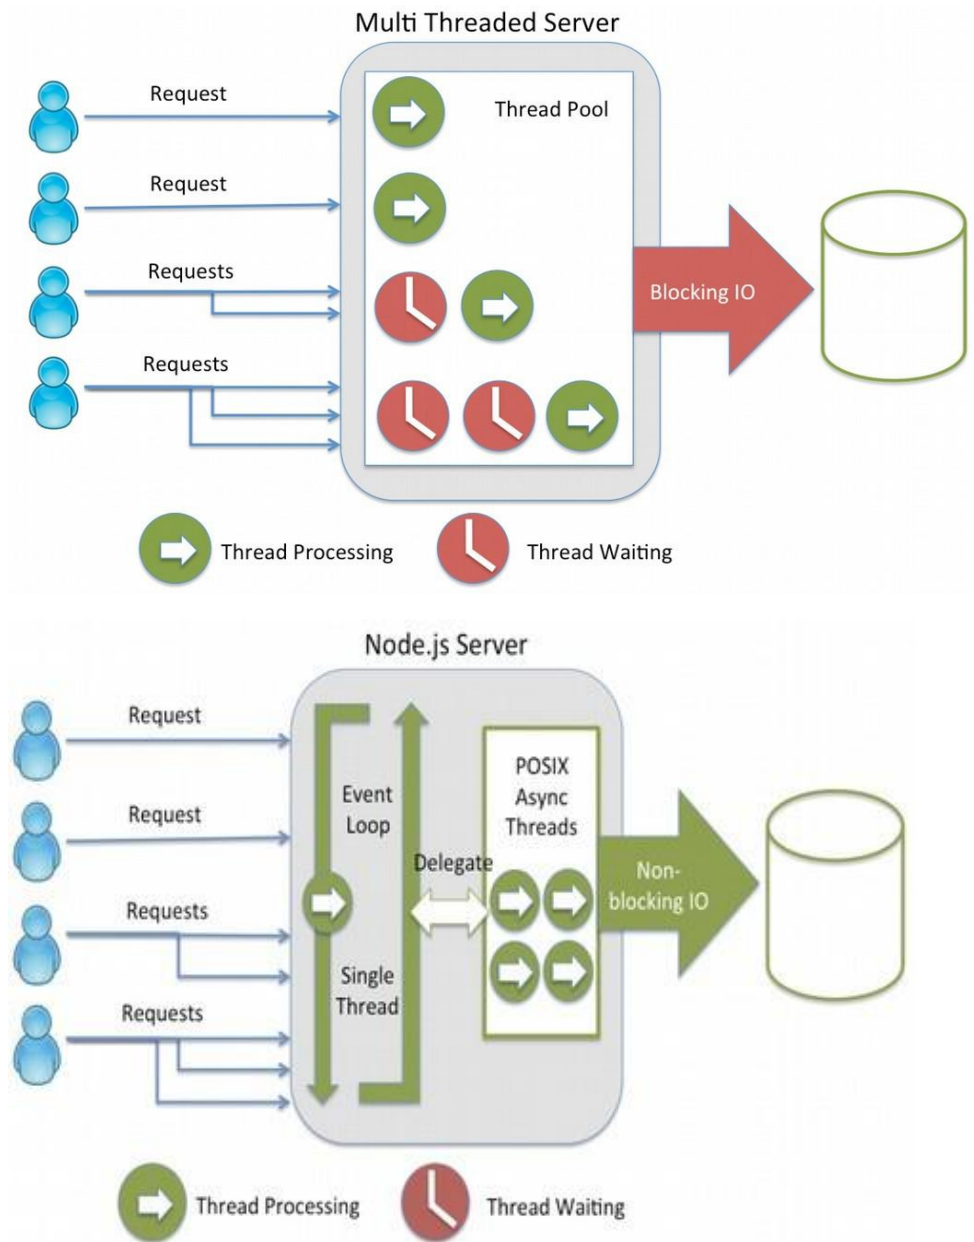 Multi Threaded Server
Request
Thread Pool
Request
Requests
Blocking IO
Requests
Thread Processing
Thread Waiting
Node.js Server
Request
POSIX
Async
Threads
Event
Loop
Request
Delegate
Non-
blocking IO
Requests
Single
Thread
Requests
Thread Processing
Thread Waiting